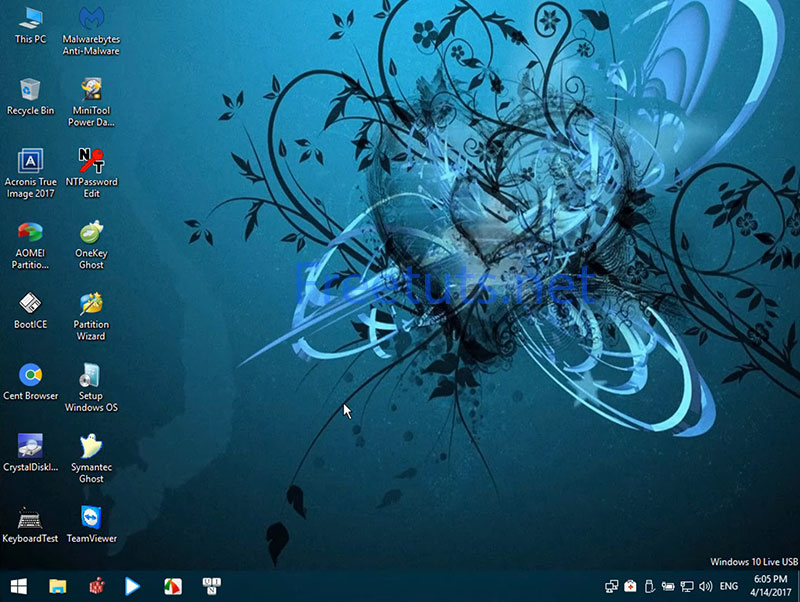 This PC
Malwarebytes
Anti-Malware
Recycle Bin
MiniTool
Power Da...
Acronis True
Image 2017
NTPassword
Edit
AOMEI
Partitio...
OneKey
Ghost
BootICE
Partition
Wizard
Cent Browser
Setup
Windows OS
CrystalDiskI...
Symantec
Ghost
KeyboardTest
TeamViewer
Freetuts.net
Windows 10 Live USB
ENG
6:05 PM
4/14/2017